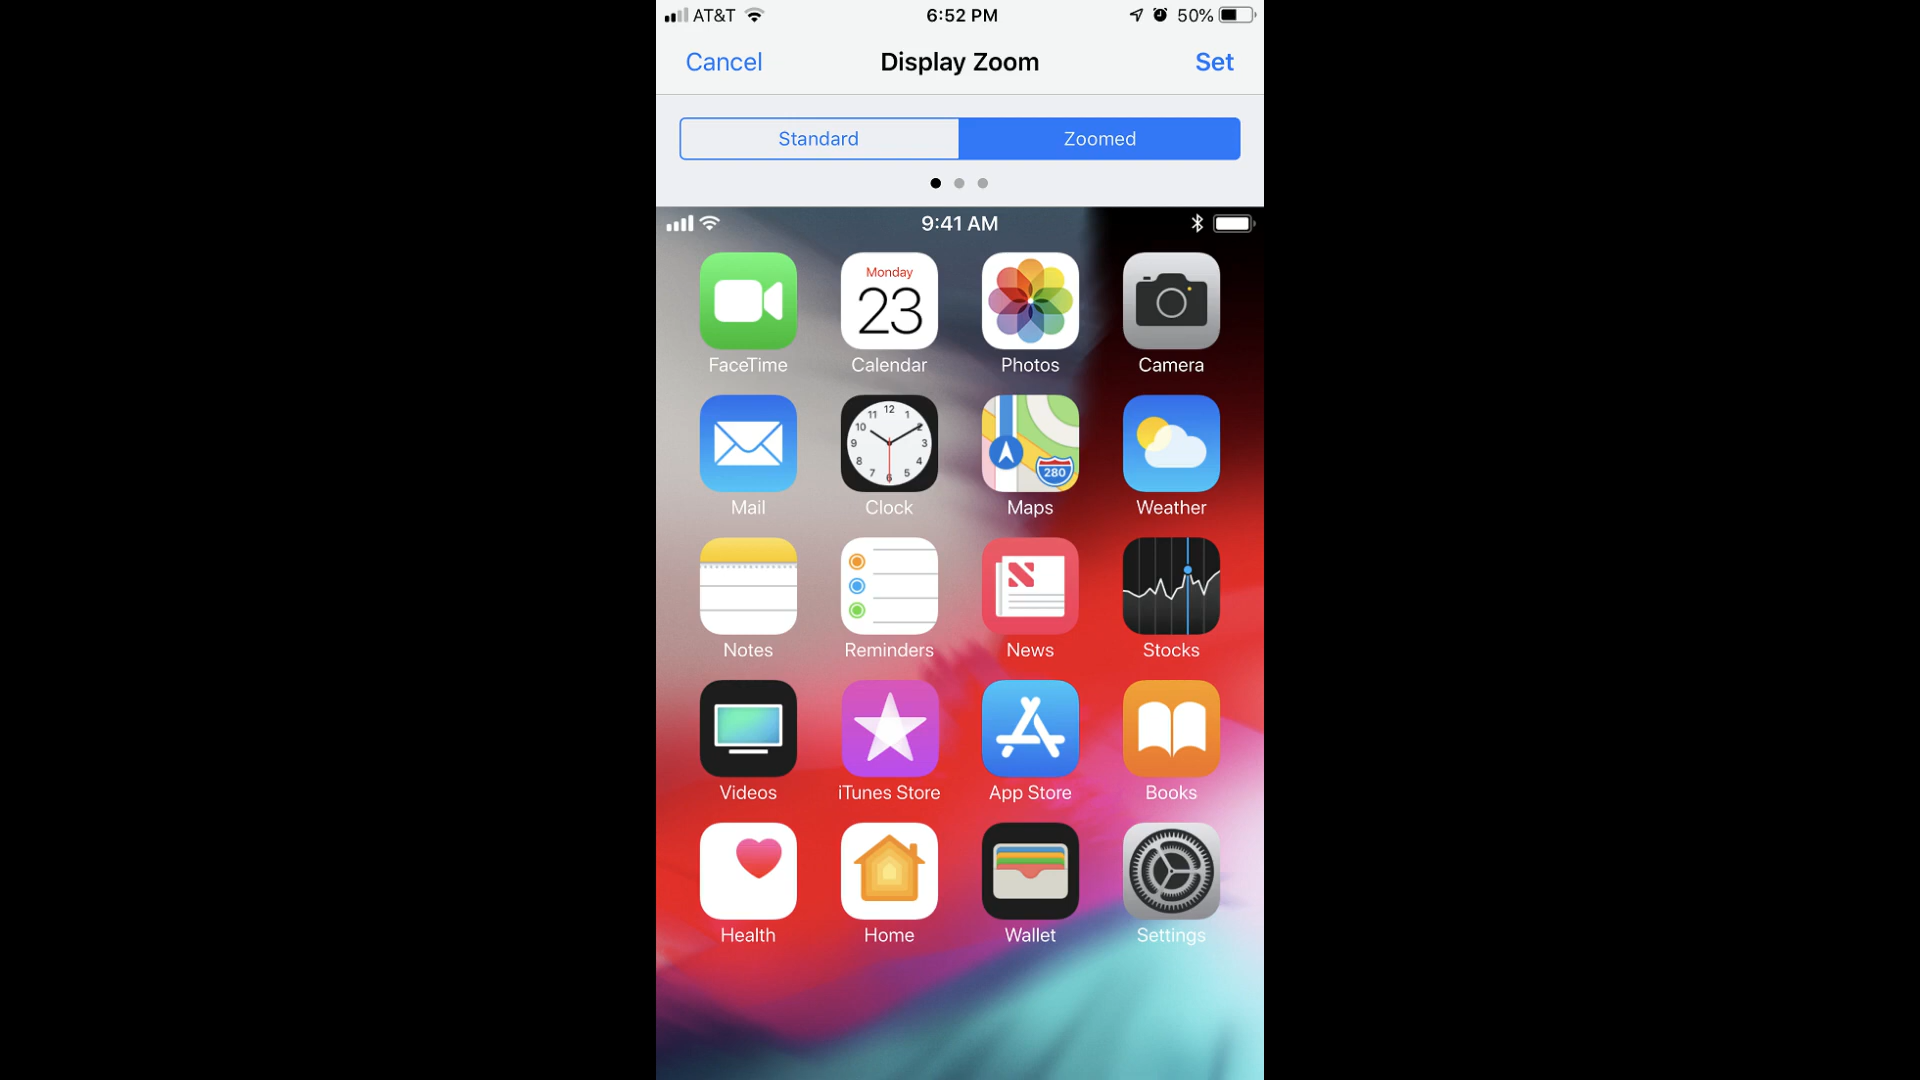 AT&T 6:52 PM 50%
Cancel Display Zoom Set
Standard Zoomed
9:41 AM
Monday
23
FaceTime Calendar Photos Camera
12
11 1
10 2
9 3
8 4
7 5
6
280
Mail Clock Maps Weather
Notes Reminders News Stocks
Videos iTunes Store App Store Books
Health Home Wallet Settings